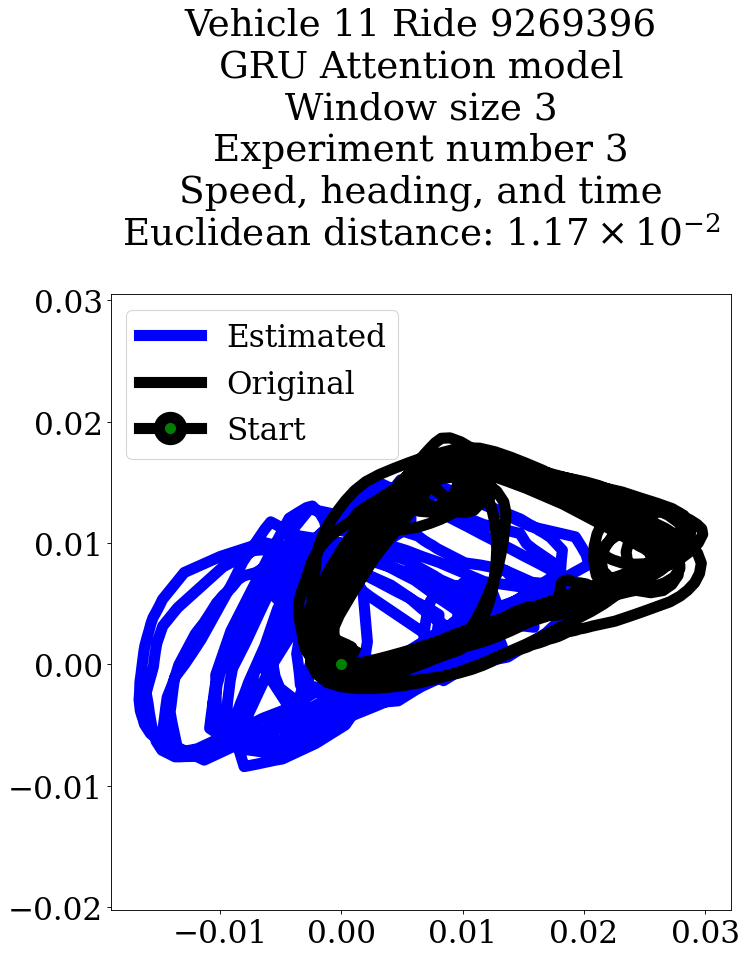 Vehicle 11 Ride 9269396
GRU Attention model
Window size 3
Experiment number 3
Speed, heading, and time
Euclidean distance: 1.17 × 10⁻²
0.03
Estimated
Original
Start
0.02
0.01
0.00
−0.01
−0.02
−0.01 0.00 0.01 0.02 0.03